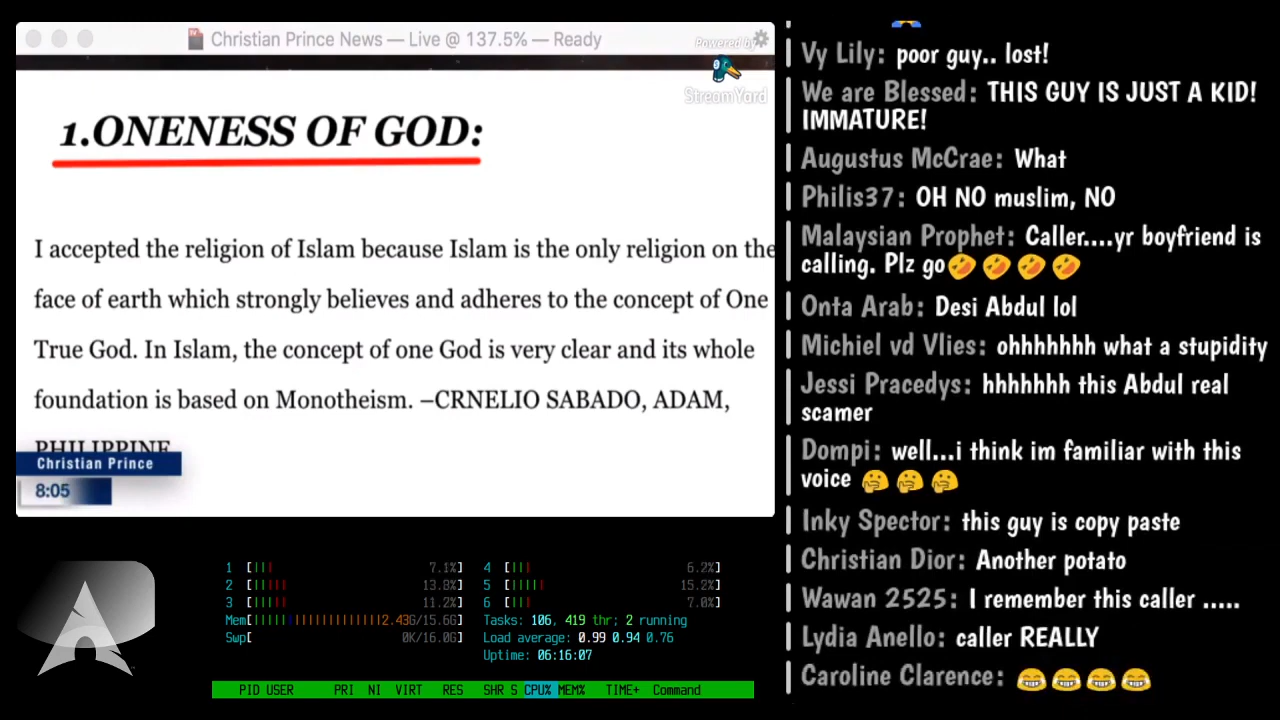 Christian Prince News — Live @ 137.5% — Ready
Powered by
StreamYard
1.ONENESS OF GOD:
I accepted the religion of Islam because Islam is the only religion on the
face of earth which strongly believes and adheres to the concept of One
True God. In Islam, the concept of one God is very clear and its whole
foundation is based on Monotheism. –CRNELIO SABADO, ADAM,
PHILIPPINE
Christian Prince
8:05
Vy Lily: poor guy.. lost!
We are Blessed: THIS GUY IS JUST A KID!
IMMATURE!
Augustus McCrae: What
Philis37: OH NO muslim, NO
Malaysian Prophet: Caller....yr boyfriend is
calling. Plz go🤣 🤣 🤣 🤣
Onta Arab: Desi Abdul lol
Michiel vd Vlies: ohhhhhhh what a stupidity
Jessi Pracedys: hhhhhhh this Abdul real
scamer
Dompi: well...i think im familiar with this
voice 🤔 🤔 🤔
Inky Spector: this guy is copy paste
Christian Dior: Another potato
Wawan 2525: I remember this caller .....
Lydia Anello: caller REALLY
Caroline Clarence: 😂 😂 😂 😂
1 [||| 7.1%] 4 [||| 6.2%]
2 [||||| 13.8%] 5 [||||| 15.2%]
3 [||||| 11.2%] 6 [||| 7.0%]
Mem[||||||||||||||||||||||2.43G/15.6G] Tasks: 106, 419 thr; 2 running
Swp[ 0K/16.0G] Load average: 0.99 0.94 0.76
Uptime: 06:16:07
PID USER PRI NI VIRT RES SHR S CPU% MEM% TIME+ Command